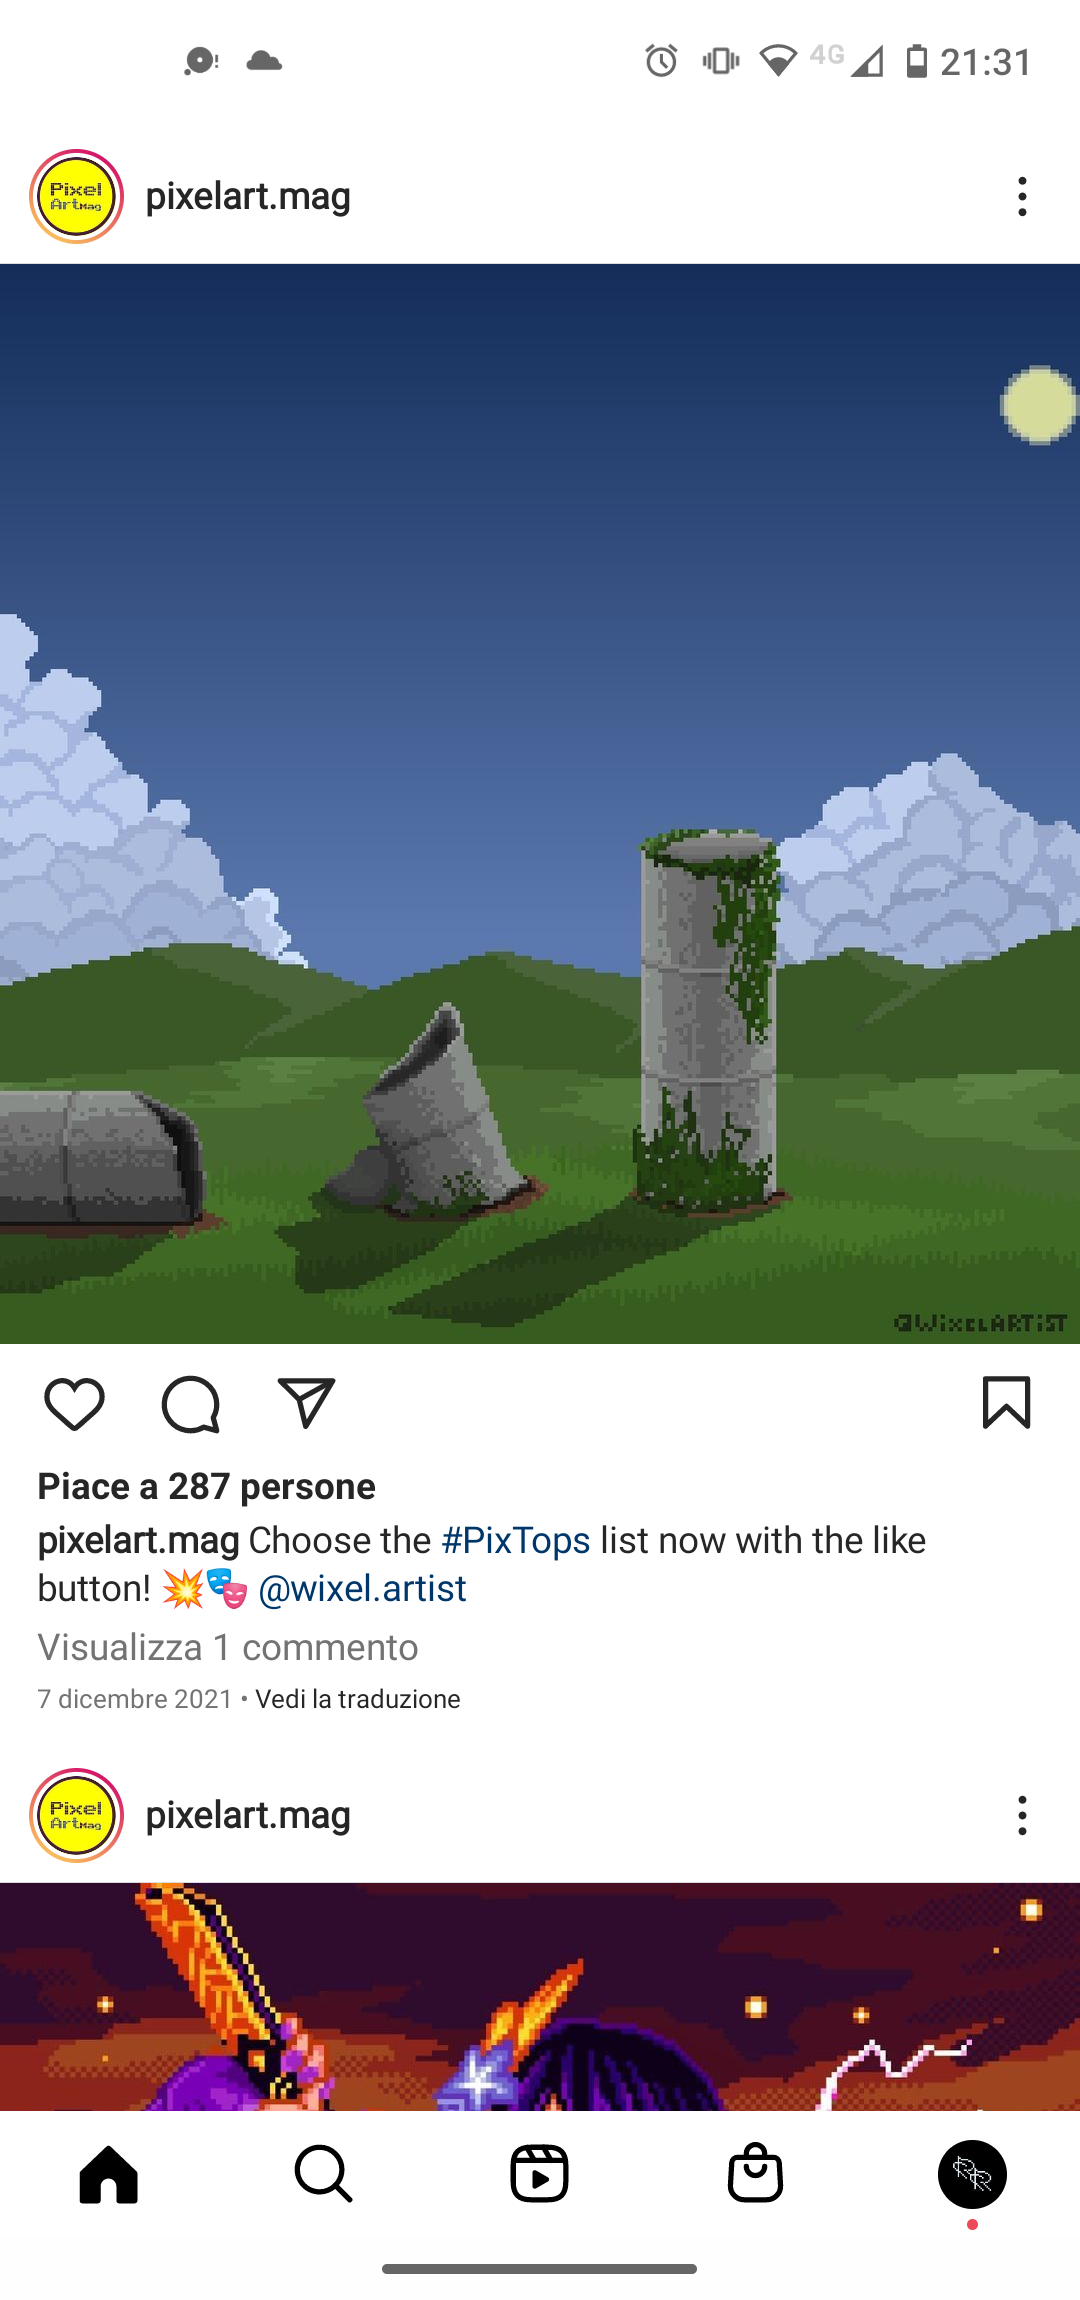 4G 21:31
Pixel
ArtMag
pixelart.mag
@WixelARTiST
Piace a 287 persone
pixelart.mag Choose the #PixTops list now with the like
button! 💥🎭 @wixel.artist
Visualizza 1 commento
7 dicembre 2021 • Vedi la traduzione
Pixel
ArtMag
pixelart.mag